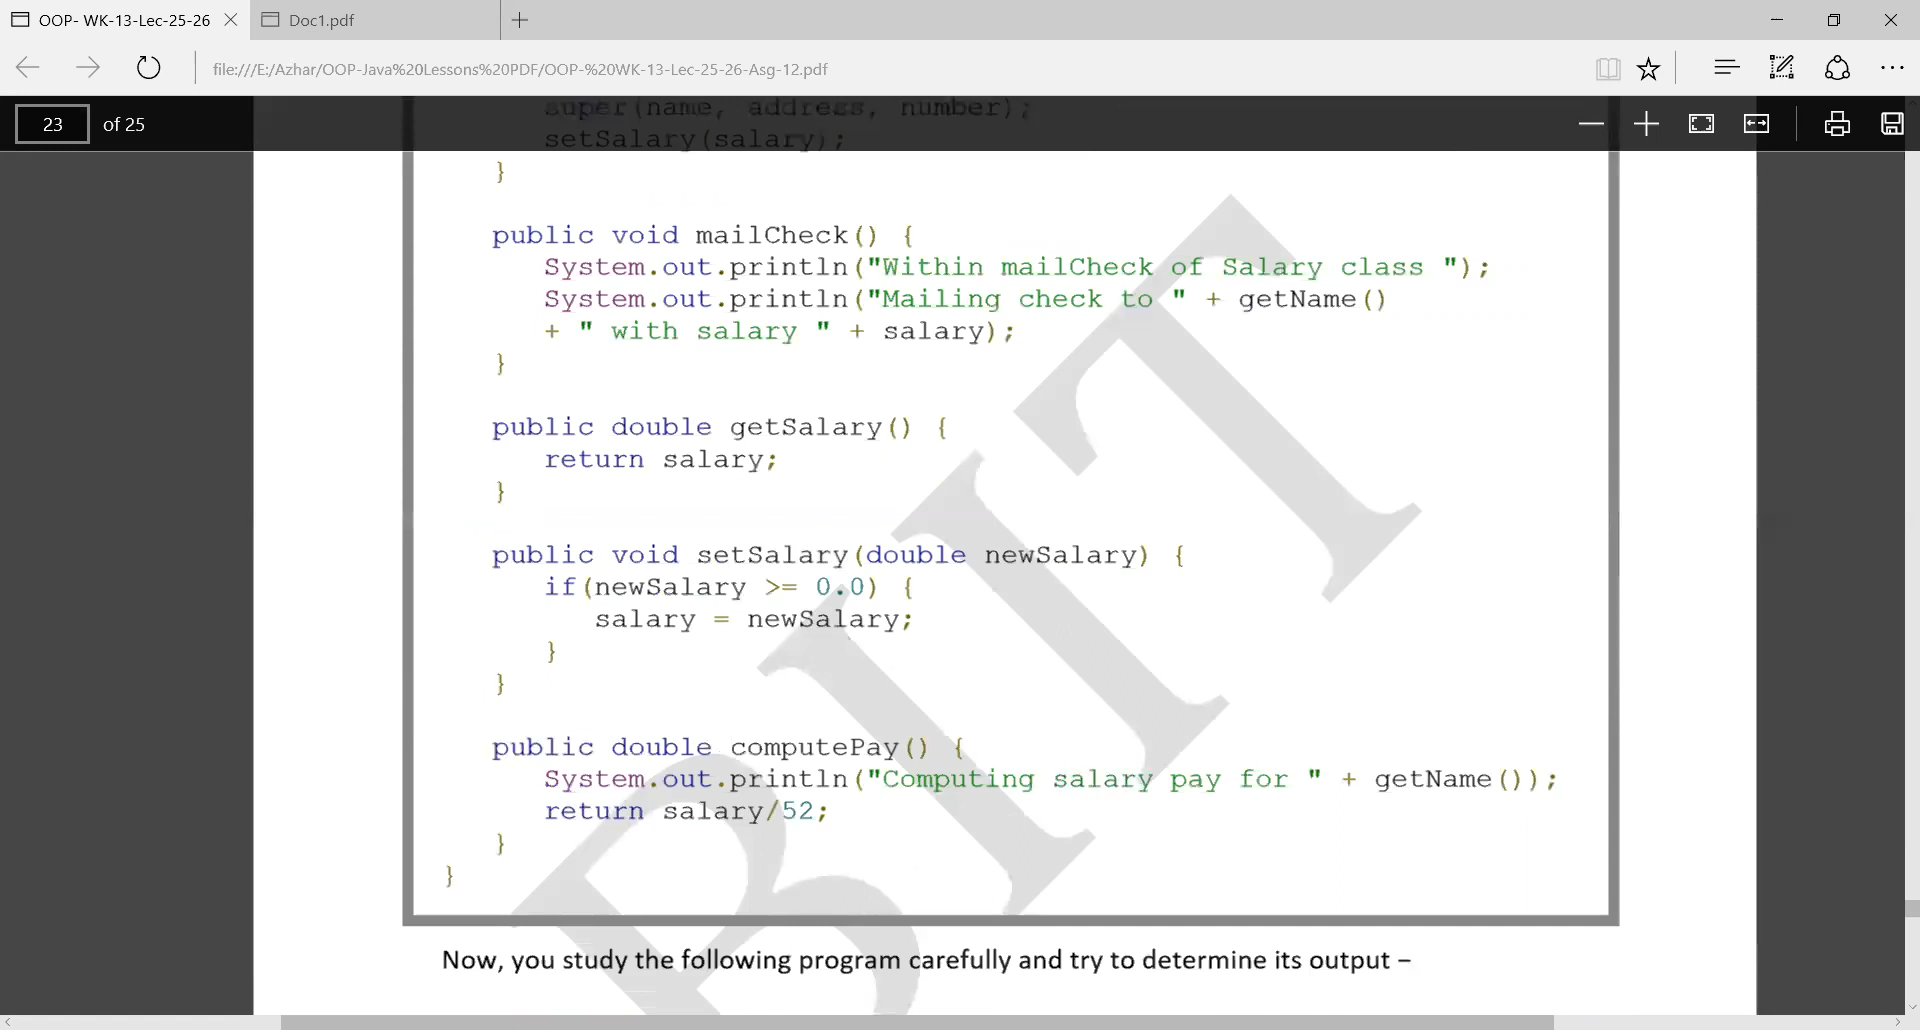 OOP- WK-13-Lec-25-26
Doc1.pdf
file:///E:/Azhar/OOP-Java%20Lessons%20PDF/OOP-%20WK-13-Lec-25-26-Asg-12.pdf
23 of 25
super(name, address, number);
setSalary(salary);
}
public void mailCheck() {
System.out.println("Within mailCheck of Salary class ");
System.out.println("Mailing check to " + getName()
+ " with salary " + salary);
}
public double getSalary() {
return salary;
}
public void setSalary(double newSalary) {
if(newSalary >= 0.0) {
salary = newSalary;
}
}
public double computePay() {
System.out.println("Computing salary pay for " + getName());
return salary/52;
}
}
Now, you study the following program carefully and try to determine its output –
BIIT